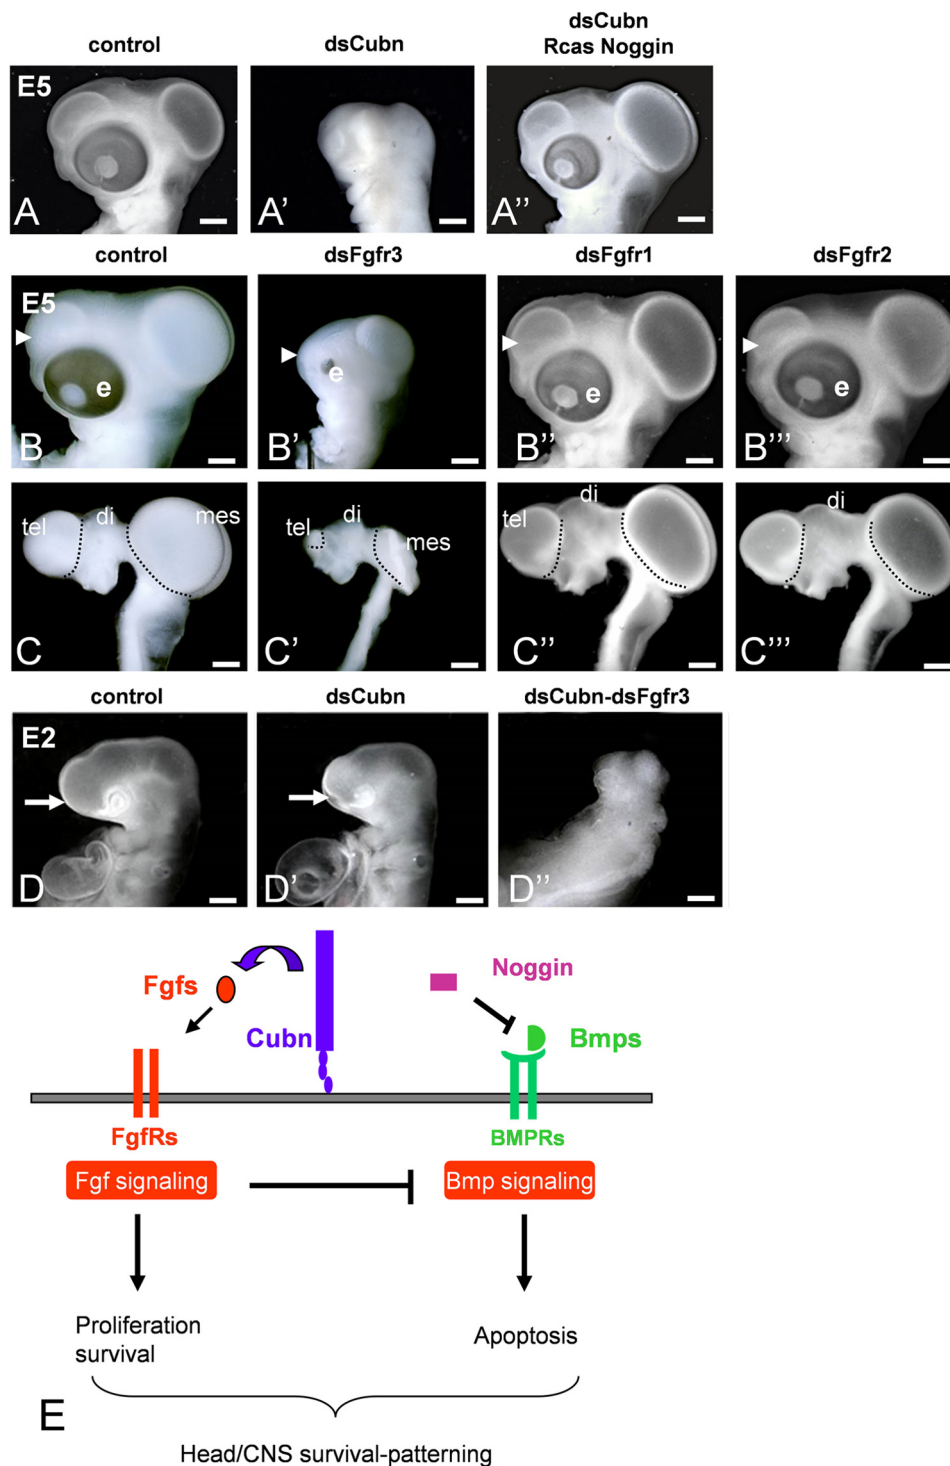 control
dsCubn
dsCubn
Rcas Noggin
E5
A
A'
A''
control
dsFgfr3
dsFgfr1
dsFgfr2
E5
e
e
e
e
B
B'
B''
B'''
tel
di
mes
tel
di
mes
tel
di
mes
di
C
C'
C''
C'''
control
dsCubn
dsCubn-dsFgfr3
E2
D
D'
D''
Fgfs
Cubn
Noggin
Bmps
FgfRs
BMPRs
Fgf signaling
Bmp signaling
Proliferation
survival
Apoptosis
E
Head/CNS survival-patterning